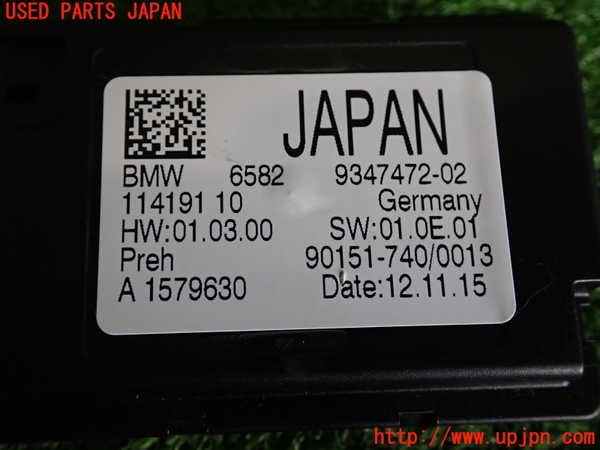 USED PARTS JAPAN
JAPAN
BMW 6582 9347472-02
114191 10 Germany
HW:01.03.00 SW:01.0E.01
Preh 90151-740/0013
A 1579630 Date:12.11.15
http://www.upjpn.com